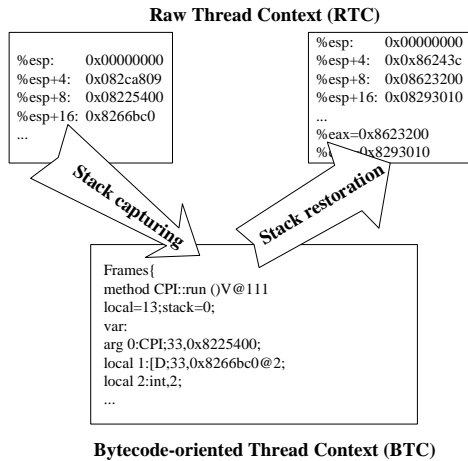 Raw Thread Context (RTC)
%esp: 0x00000000
%esp+4: 0x082ca809
%esp+8: 0x08225400
%esp+16: 0x8266bc0
...
%esp: 0x00000000
%esp+4: 0x0x86243c
%esp+8: 0x08623200
%esp+16: 0x08293010
...
%eax=0x8623200
0x8293010
Stack capturing
Stack restoration
Frames{
method CPI::run ()V@111
local=13;stack=0;
var:
arg 0:CPI;33,0x8225400;
local 1:[D;33,0x8266bc0@2;
local 2:int,2;
...
Bytecode-oriented Thread Context (BTC)